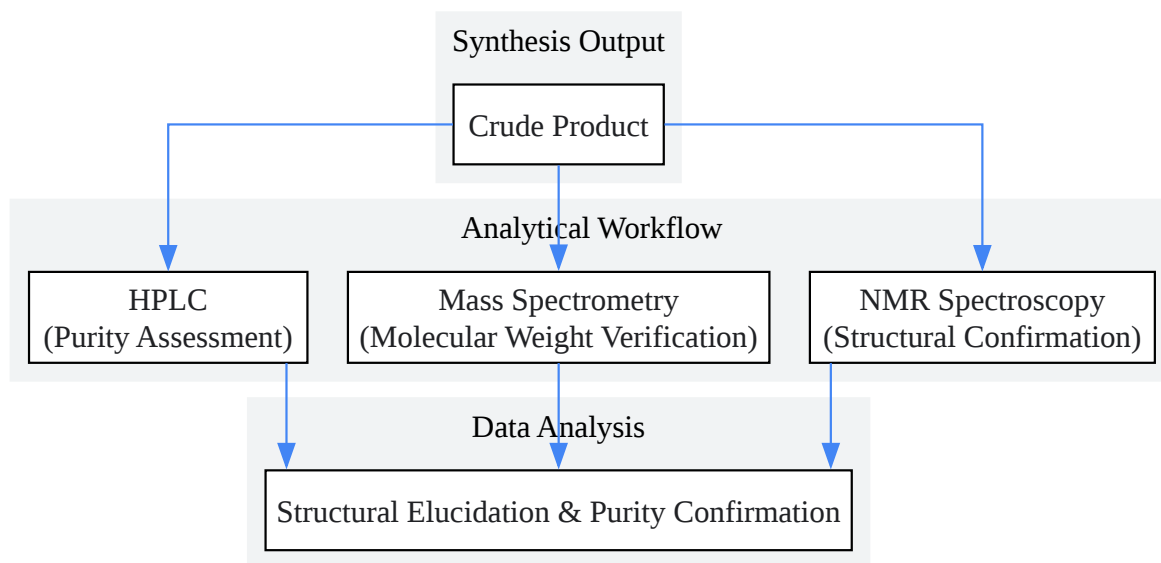 Synthesis Output
Crude Product
Analytical Workflow
HPLC
(Purity Assessment)
Mass Spectrometry
(Molecular Weight Verification)
NMR Spectroscopy
(Structural Confirmation)
Data Analysis
Structural Elucidation & Purity Confirmation